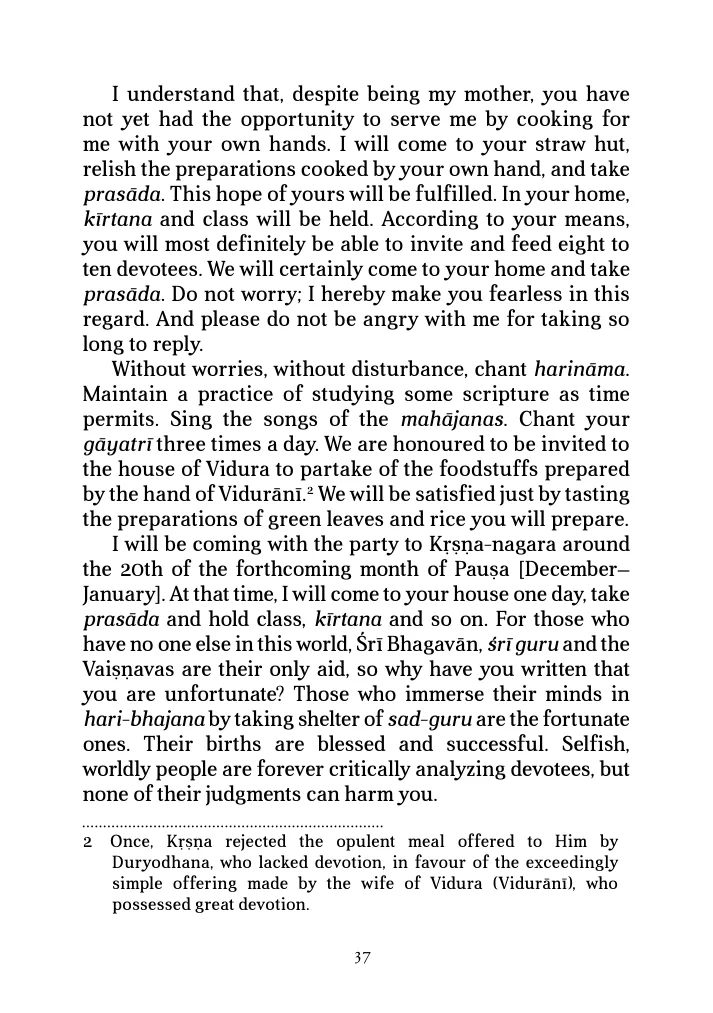 I understand that, despite being my mother, you have
not yet had the opportunity to serve me by cooking for
me with your own hands. I will come to your straw hut,
relish the preparations cooked by your own hand, and take
prasāda. This hope of yours will be fulfilled. In your home,
kīrtana and class will be held. According to your means,
you will most definitely be able to invite and feed eight to
ten devotees. We will certainly come to your home and take
prasāda. Do not worry; I hereby make you fearless in this
regard. And please do not be angry with me for taking so
long to reply.
Without worries, without disturbance, chant harināma.
Maintain a practice of studying some scripture as time
permits. Sing the songs of the mahājanas. Chant your
gāyatrī three times a day. We are honoured to be invited to
the house of Vidura to partake of the foodstuffs prepared
by the hand of Vidurānī.² We will be satisfied just by tasting
the preparations of green leaves and rice you will prepare.
I will be coming with the party to Kṛṣṇa-nagara around
the 20th of the forthcoming month of Pauṣa [December–
January]. At that time, I will come to your house one day, take
prasāda and hold class, kīrtana and so on. For those who
have no one else in this world, Śrī Bhagavān, śrī guru and the
Vaiṣṇavas are their only aid, so why have you written that
you are unfortunate? Those who immerse their minds in
hari-bhajana by taking shelter of sad-guru are the fortunate
ones. Their births are blessed and successful. Selfish,
worldly people are forever critically analyzing devotees, but
none of their judgments can harm you.
2 Once, Kṛṣṇa rejected the opulent meal offered to Him by
Duryodhana, who lacked devotion, in favour of the exceedingly
simple offering made by the wife of Vidura (Vidurānī), who
possessed great devotion.
37